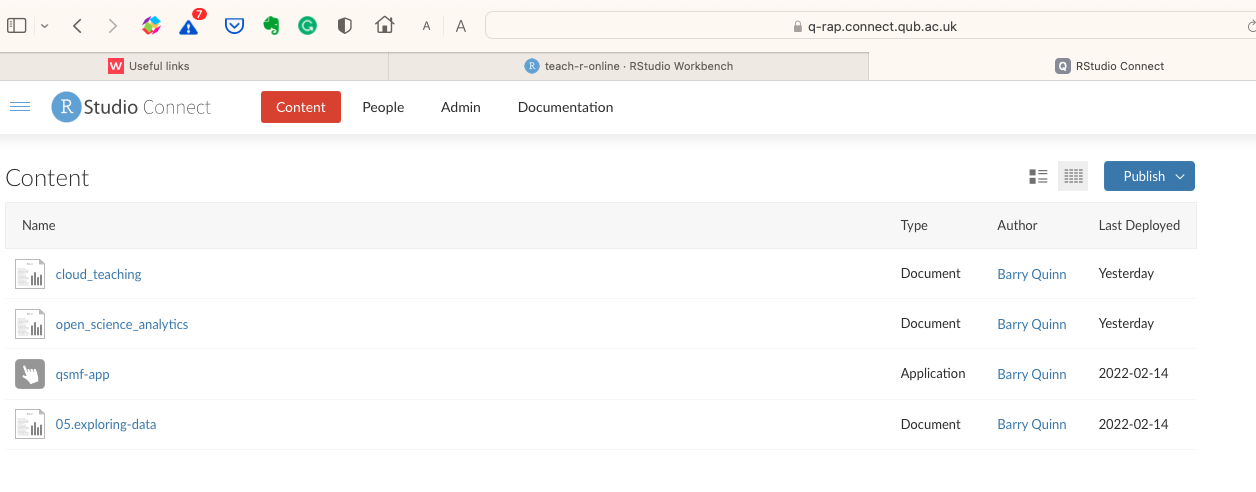 7
A A q-rap.connect.qub.ac.uk
W Useful links R teach-r-online · RStudio Workbench Q RStudio Connect
R Studio Connect Content People Admin Documentation
Content Publish
Name Type Author Last Deployed
cloud_teaching Document Barry Quinn Yesterday
open_science_analytics Document Barry Quinn Yesterday
qsmf-app Application Barry Quinn 2022-02-14
05.exploring-data Document Barry Quinn 2022-02-14